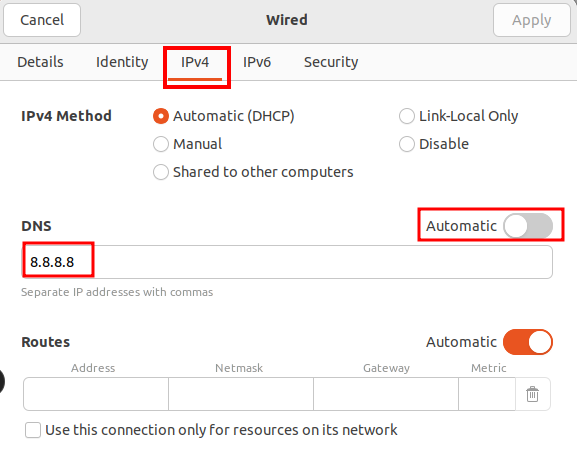 Cancel Wired Apply
Details Identity IPv4 IPv6 Security
IPv4 Method Automatic (DHCP) Link-Local Only
Manual Disable
Shared to other computers
DNS Automatic
8.8.8.8
Separate IP addresses with commas
Routes Automatic
Address Netmask Gateway Metric
Use this connection only for resources on its network